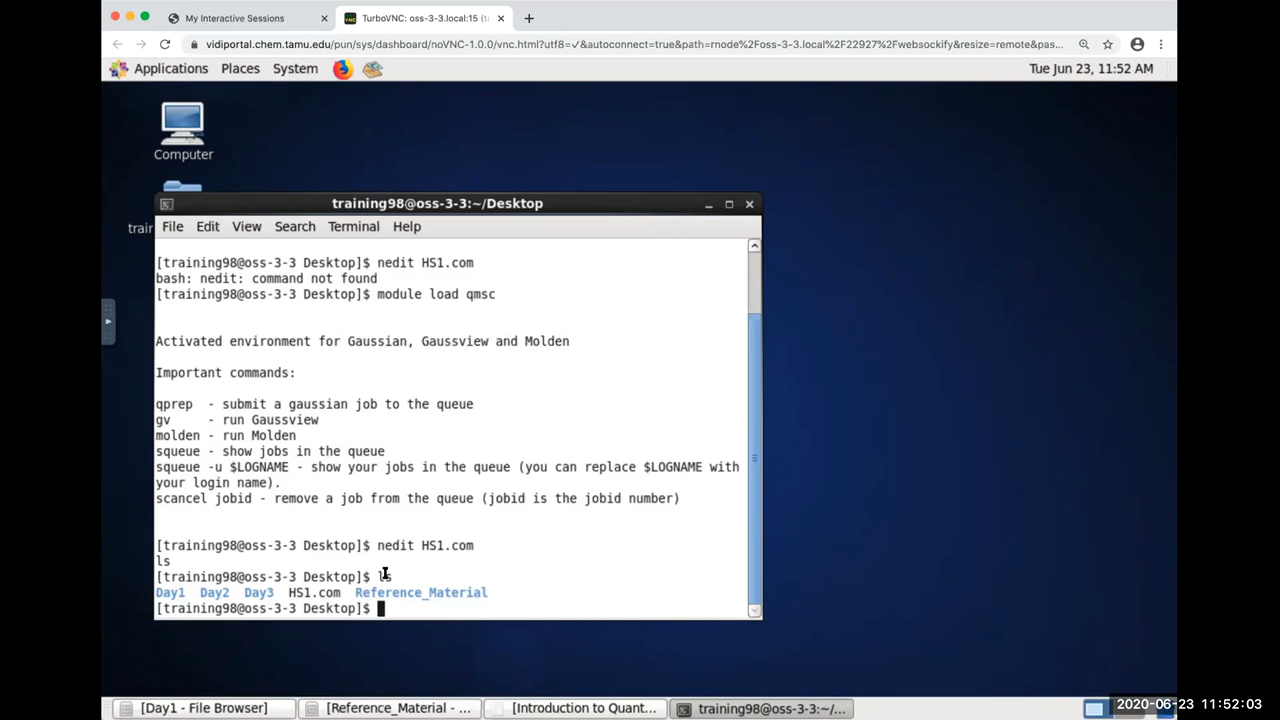 My Interactive Sessions
TurboVNC: oss-3-3.local:15 (t
vidiportal.chem.tamu.edu/pun/sys/dashboard/noVNC-1.0.0/vnc.html?utf8=✓&autoconnect=true&path=rnode%2Foss-3-3.local%2F22927%2Fwebsockify&resize=remote&pas...
Applications Places System
Tue Jun 23, 11:52 AM
Computer
trair
training98@oss-3-3:~/Desktop
File Edit View Search Terminal Help
[training98@oss-3-3 Desktop]$ nedit HS1.com
bash: nedit: command not found
[training98@oss-3-3 Desktop]$ module load qmsc
Activated environment for Gaussian, Gaussview and Molden
Important commands:
qprep - submit a gaussian job to the queue
gv - run Gaussview
molden - run Molden
squeue - show jobs in the queue
squeue -u $LOGNAME - show your jobs in the queue (you can replace $LOGNAME with
your login name).
scancel jobid - remove a job from the queue (jobid is the jobid number)
[training98@oss-3-3 Desktop]$ nedit HS1.com
ls
[training98@oss-3-3 Desktop]$ ls
Day1 Day2 Day3 HS1.com Reference_Material
[training98@oss-3-3 Desktop]$
[Day1 - File Browser]
[Reference_Material - ...
[Introduction to Quant...
training98@oss-3-3:~/...
2020-06-23 11:52:03